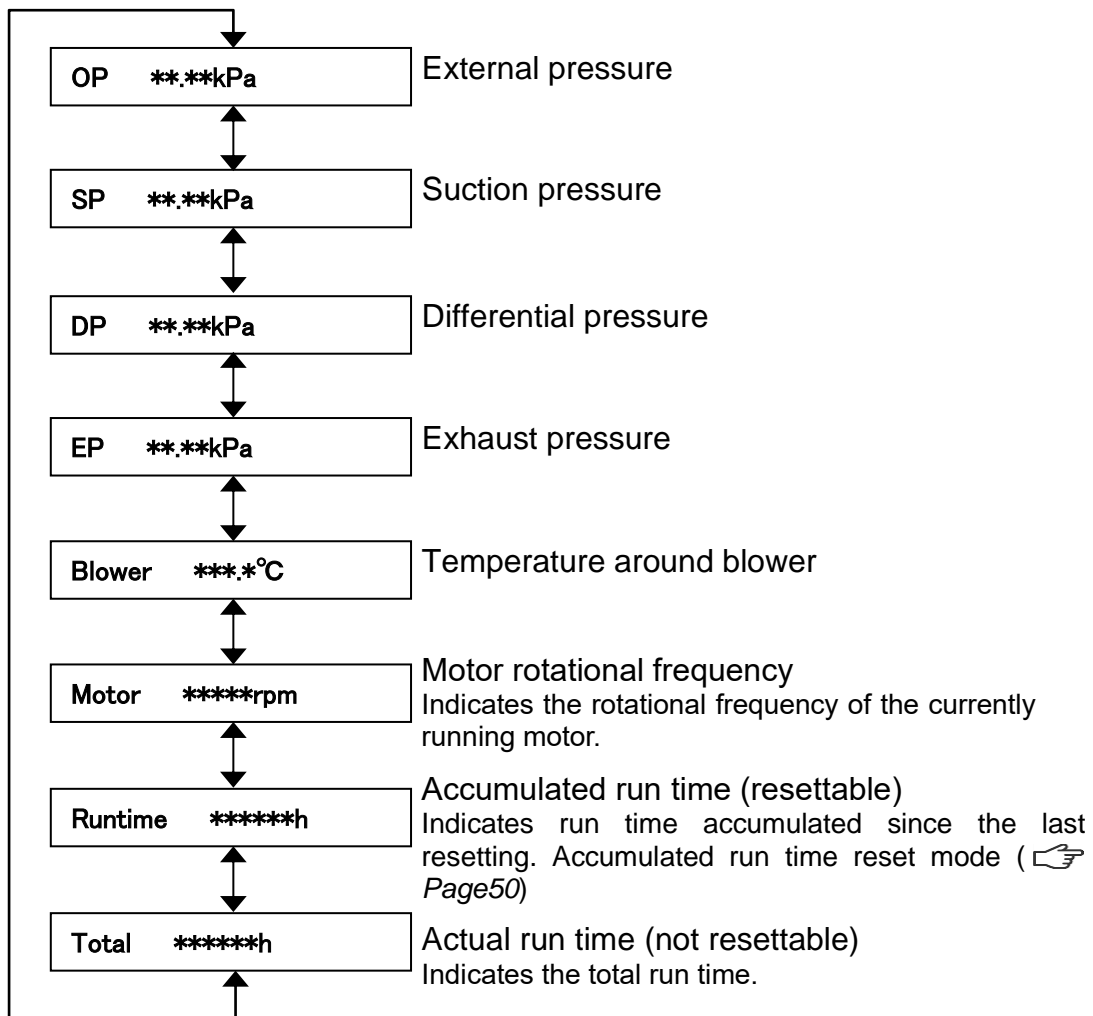 OP **.**kPa
External pressure
SP **.**kPa
Suction pressure
DP **.**kPa
Differential pressure
EP **.**kPa
Exhaust pressure
Blower ***.*℃
Temperature around blower
Motor *****rpm
Motor rotational frequency
Indicates the rotational frequency of the currently
running motor.
Runtime ******h
Accumulated run time (resettable)
Indicates run time accumulated since the last
resetting. Accumulated run time reset mode (☞
Page50)
Total ******h
Actual run time (not resettable)
Indicates the total run time.